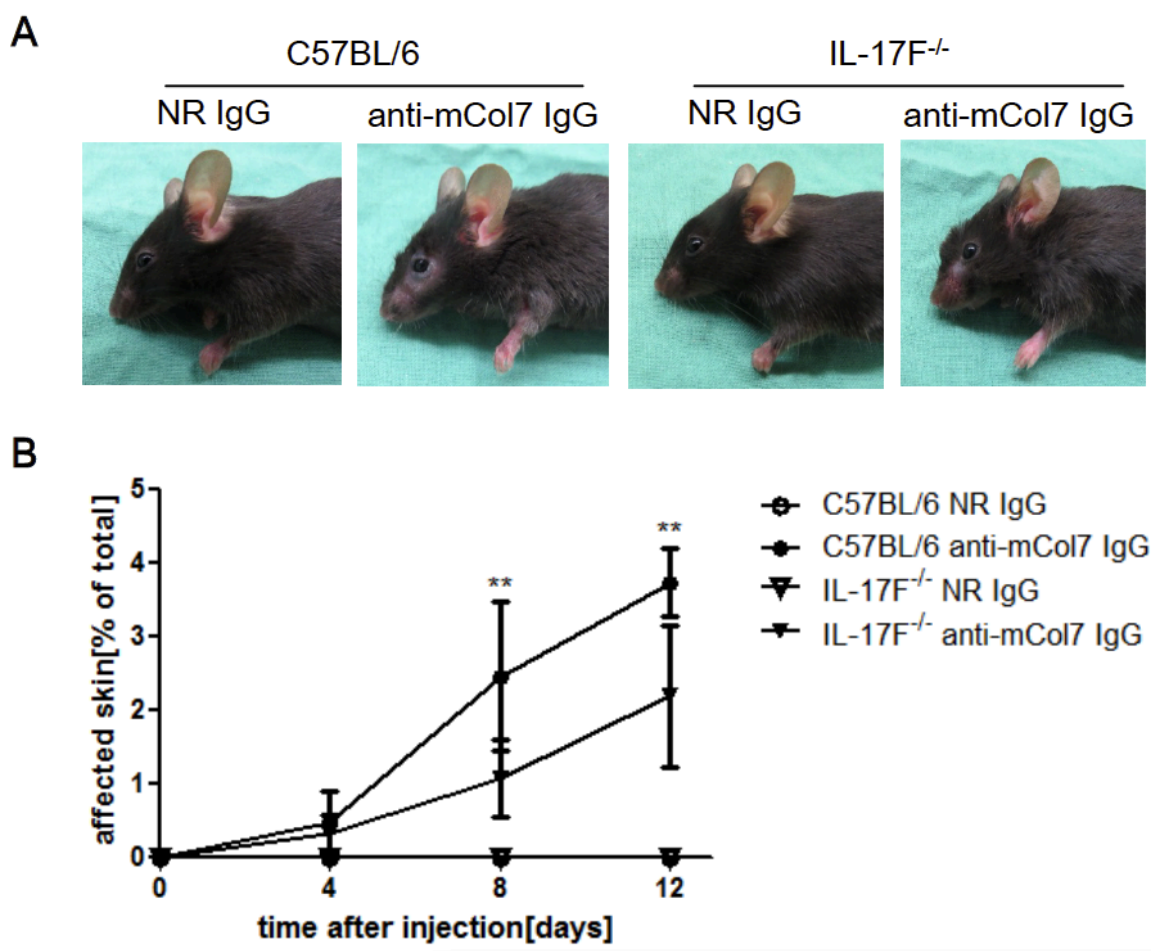 A
C57BL/6
IL-17F-/-
NR IgG
anti-mCol7 IgG
NR IgG
anti-mCol7 IgG
B
affected skin[% of total]
5
4
3
2
1
0
**
**
0
4
8
12
time after injection[days]
C57BL/6 NR IgG
C57BL/6 anti-mCol7 IgG
IL-17F-/- NR IgG
IL-17F-/- anti-mCol7 IgG